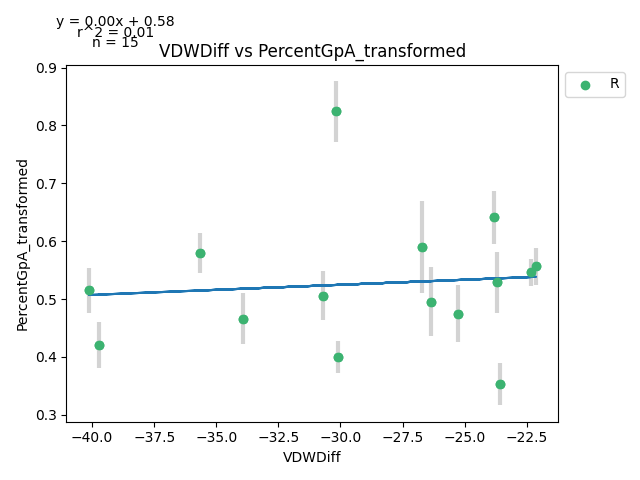 y = 0.00x + 0.58
r^2 = 0.01
n = 15
VDWDiff vs PercentGpA_transformed
R
PercentGpA_transformed
0.9
0.8
0.7
0.6
0.5
0.4
0.3
−40.0 −37.5 −35.0 −32.5 −30.0 −27.5 −25.0 −22.5
VDWDiff